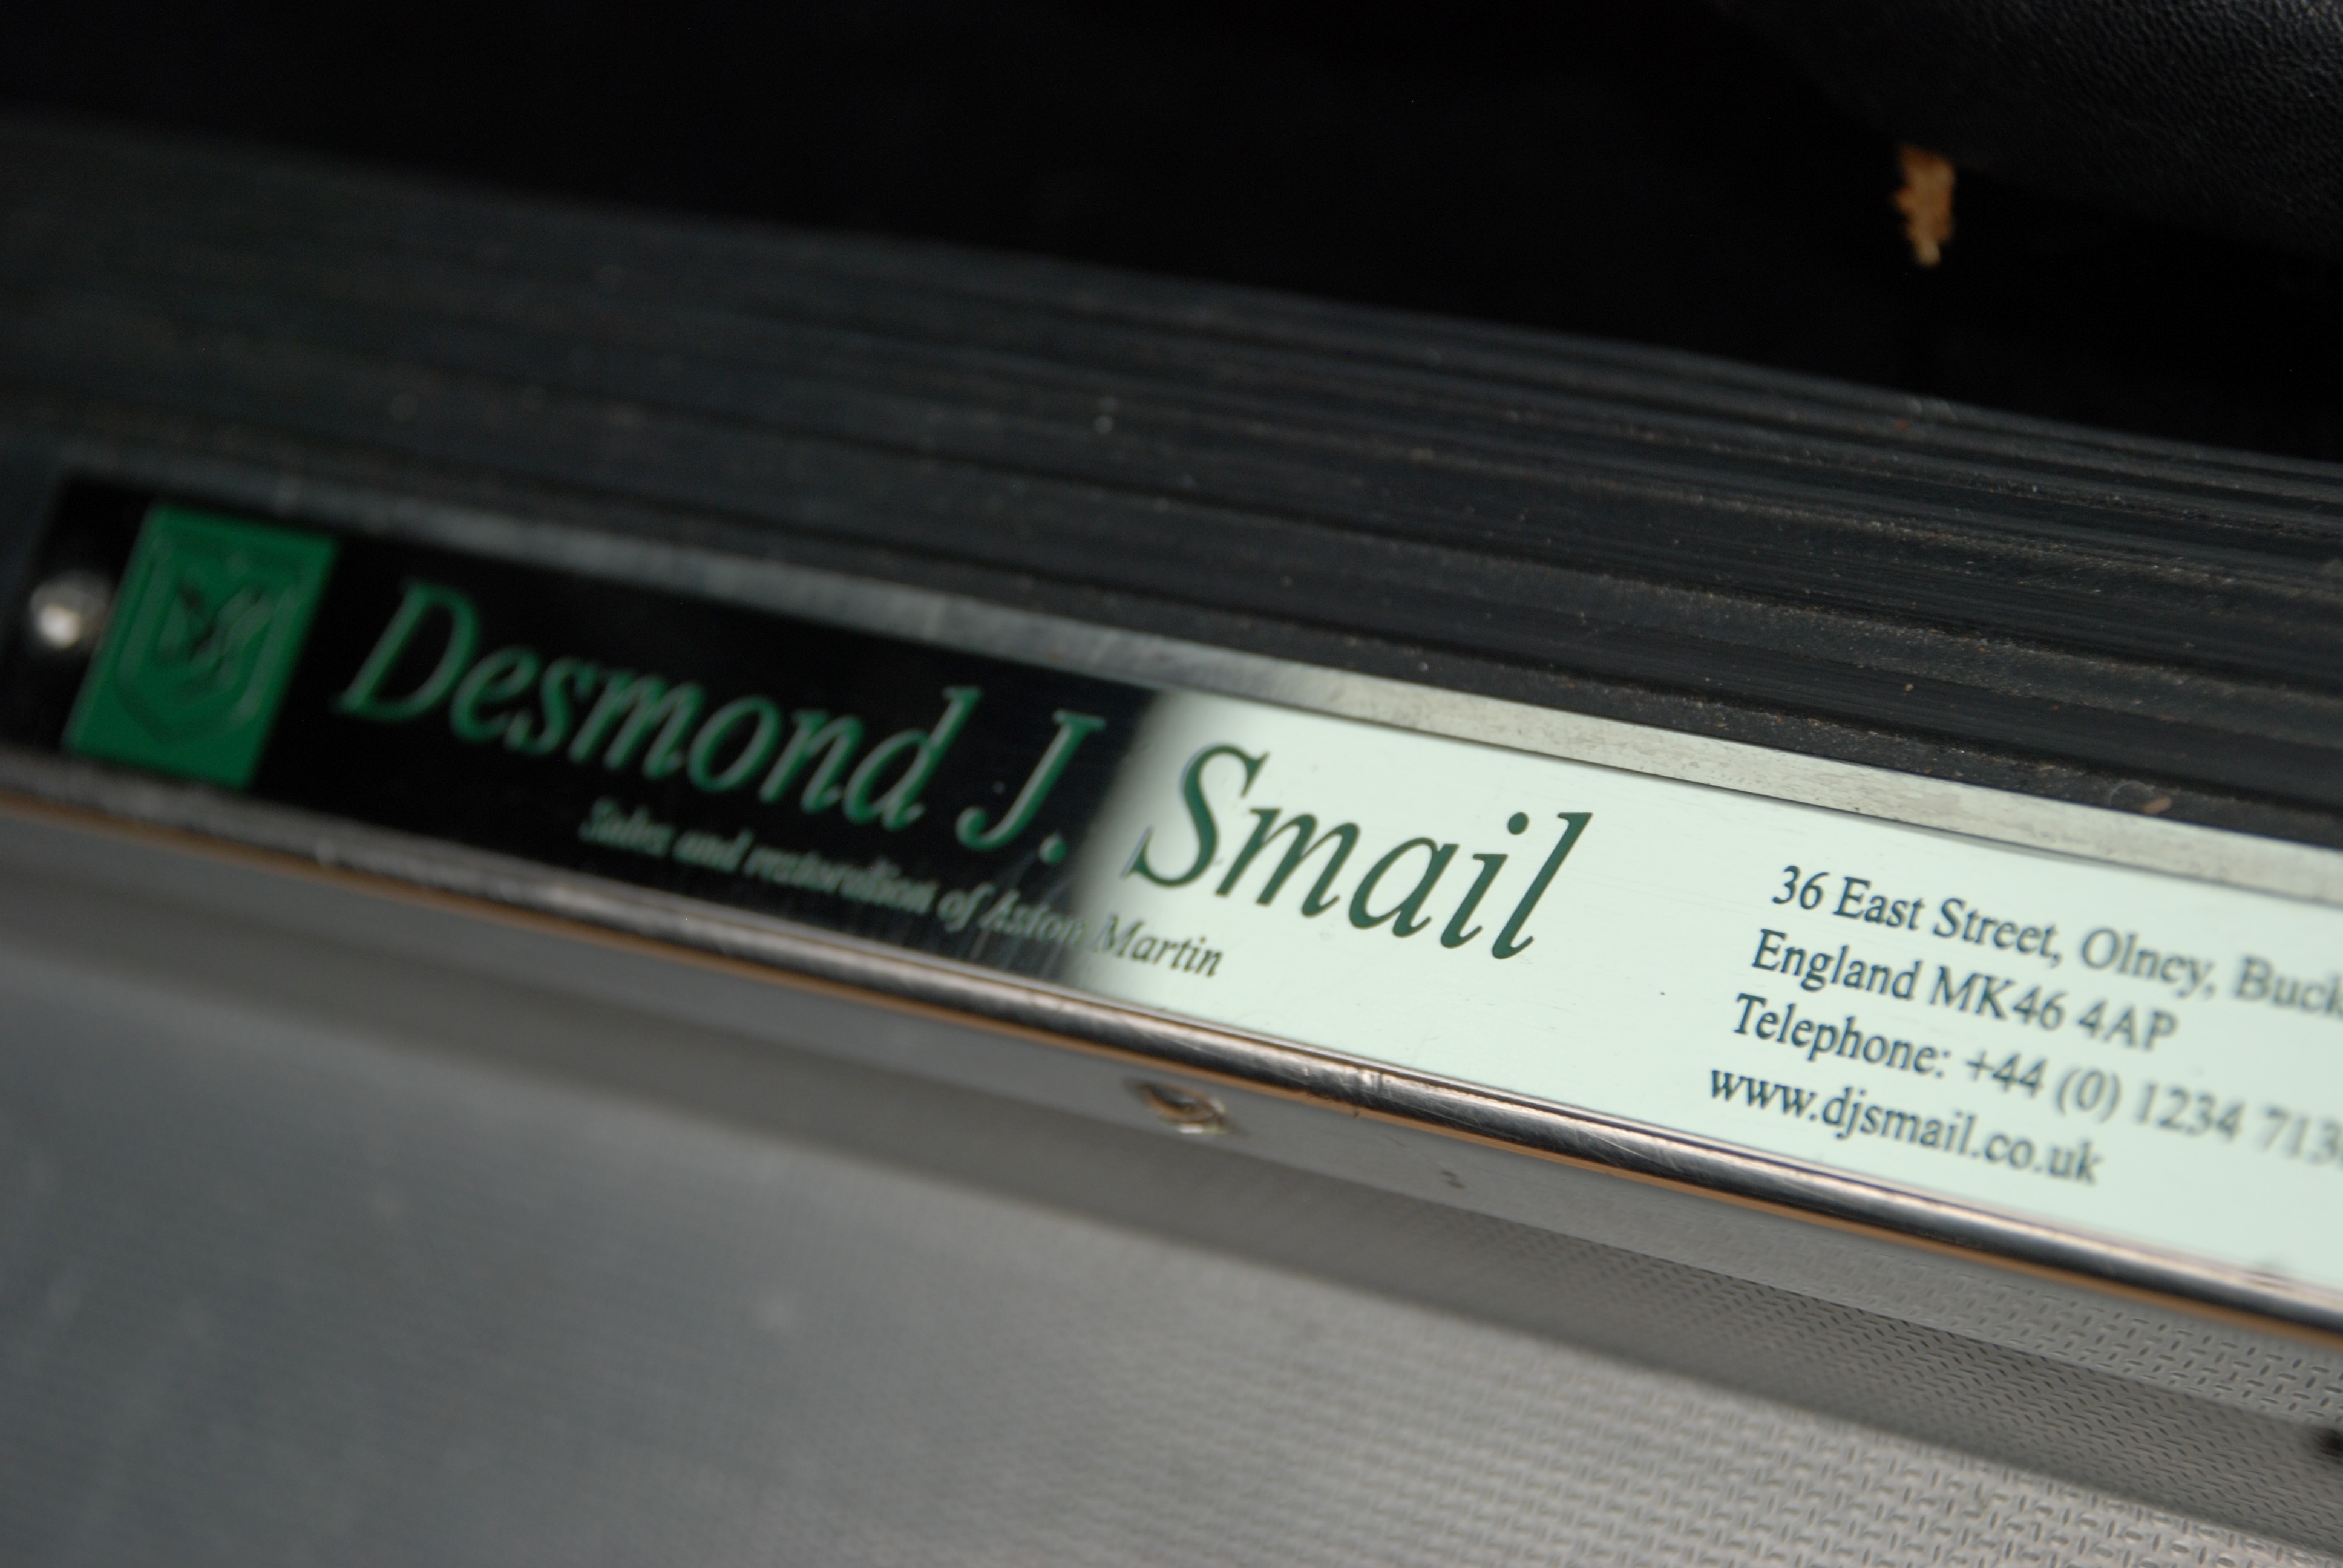 Desmond J. Smail
Sales and restoration of Aston Martin
36 East Street, Olney, Buck
England MK46 4AP
Telephone: +44 (0) 1234 713
www.djsmail.co.uk